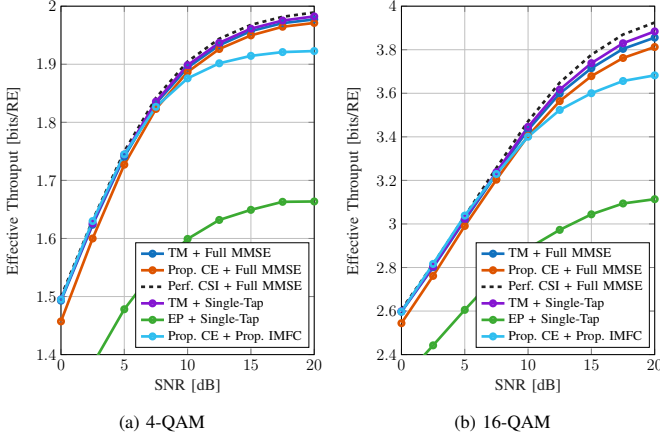 Effective Throuput [bits/RE]
2
1.9
1.8
1.7
1.6
1.5
1.4
0
5
10
15
20
SNR [dB]
TM + Full MMSE
Prop. CE + Full MMSE
Perf. CSI + Full MMSE
TM + Single-Tap
EP + Single-Tap
Prop. CE + Prop. IMFC
(a) 4-QAM
Effective Throuput [bits/RE]
4
3.8
3.6
3.4
3.2
3
2.8
2.6
2.4
0
5
10
15
20
SNR [dB]
TM + Full MMSE
Prop. CE + Full MMSE
Perf. CSI + Full MMSE
TM + Single-Tap
EP + Single-Tap
Prop. CE + Prop. IMFC
(b) 16-QAM